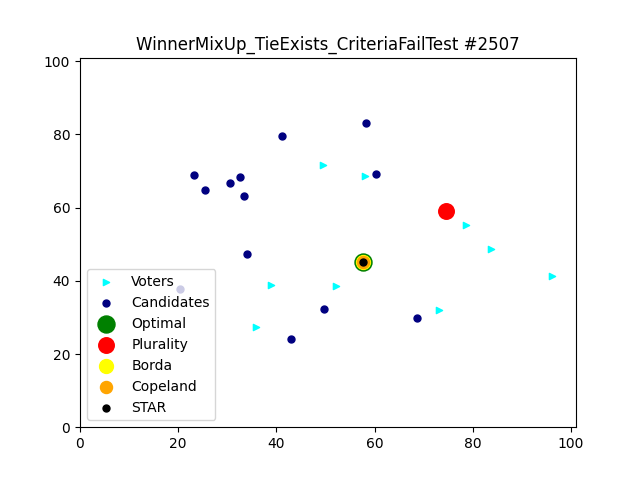 WinnerMixUp_TieExists_CriteriaFailTest #2507
100
80
60
40
20
0
Voters
Candidates
Optimal
Plurality
Borda
Copeland
STAR
0 20 40 60 80 100